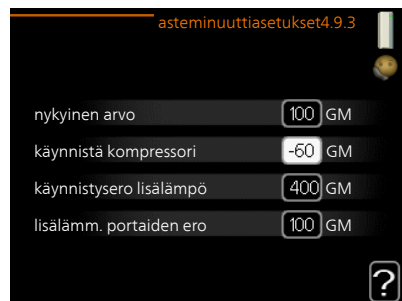 asteminuuttiasetukset4.9.3
nykyinen arvo 100 GM
käynnistä kompressori -60 GM
käynnistysero lisälämpö 400 GM
lisälämm. portaiden ero 100 GM
?